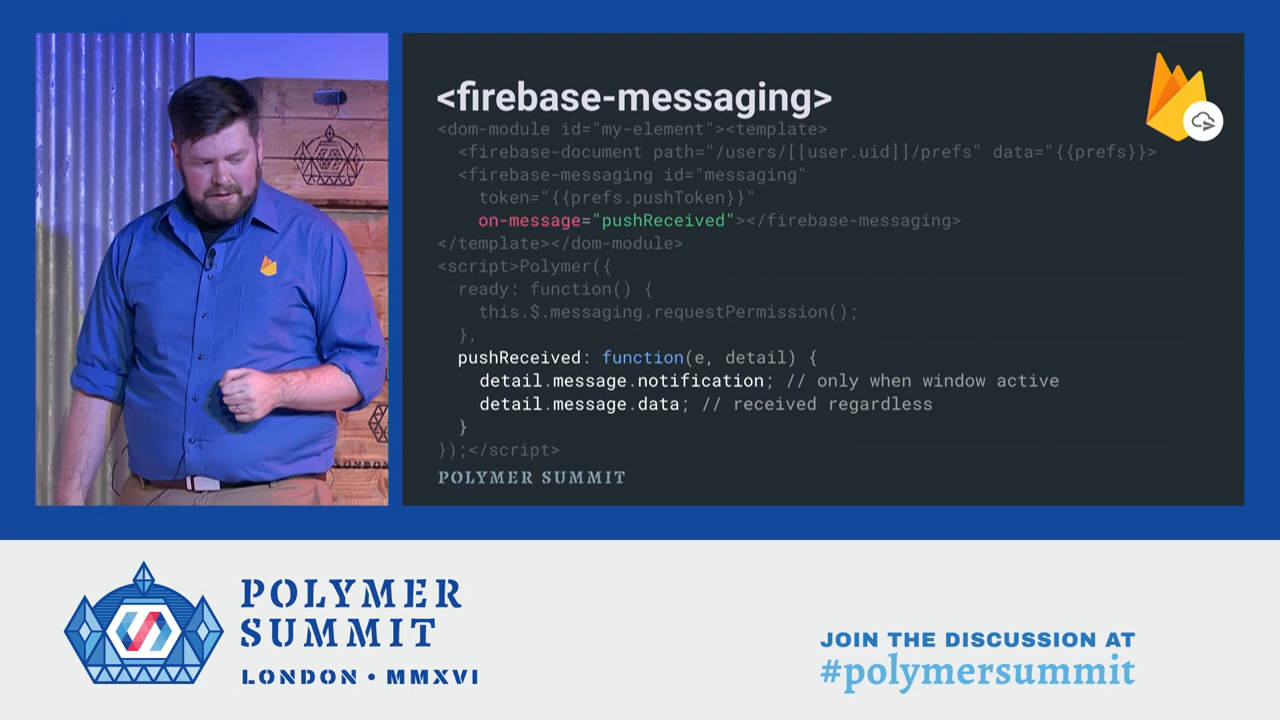 <firebase-messaging>
<dom-module id="my-element"><template>
<firebase-document path="/users/[[user.uid]]/prefs" data="{{prefs}}>
<firebase-messaging id="messaging"
token="{{prefs.pushToken}}"
on-message="pushReceived"></firebase-messaging>
</template></dom-module>
<script>Polymer({
ready: function() {
this.$.messaging.requestPermission();
},
pushReceived: function(e, detail) {
detail.message.notification; // only when window active
detail.message.data; // received regardless
}
});</script>
POLYMER SUMMIT
LONDON
POLYMER
SUMMIT
LONDON • MMXVI
JOIN THE DISCUSSION AT
#polymersummit